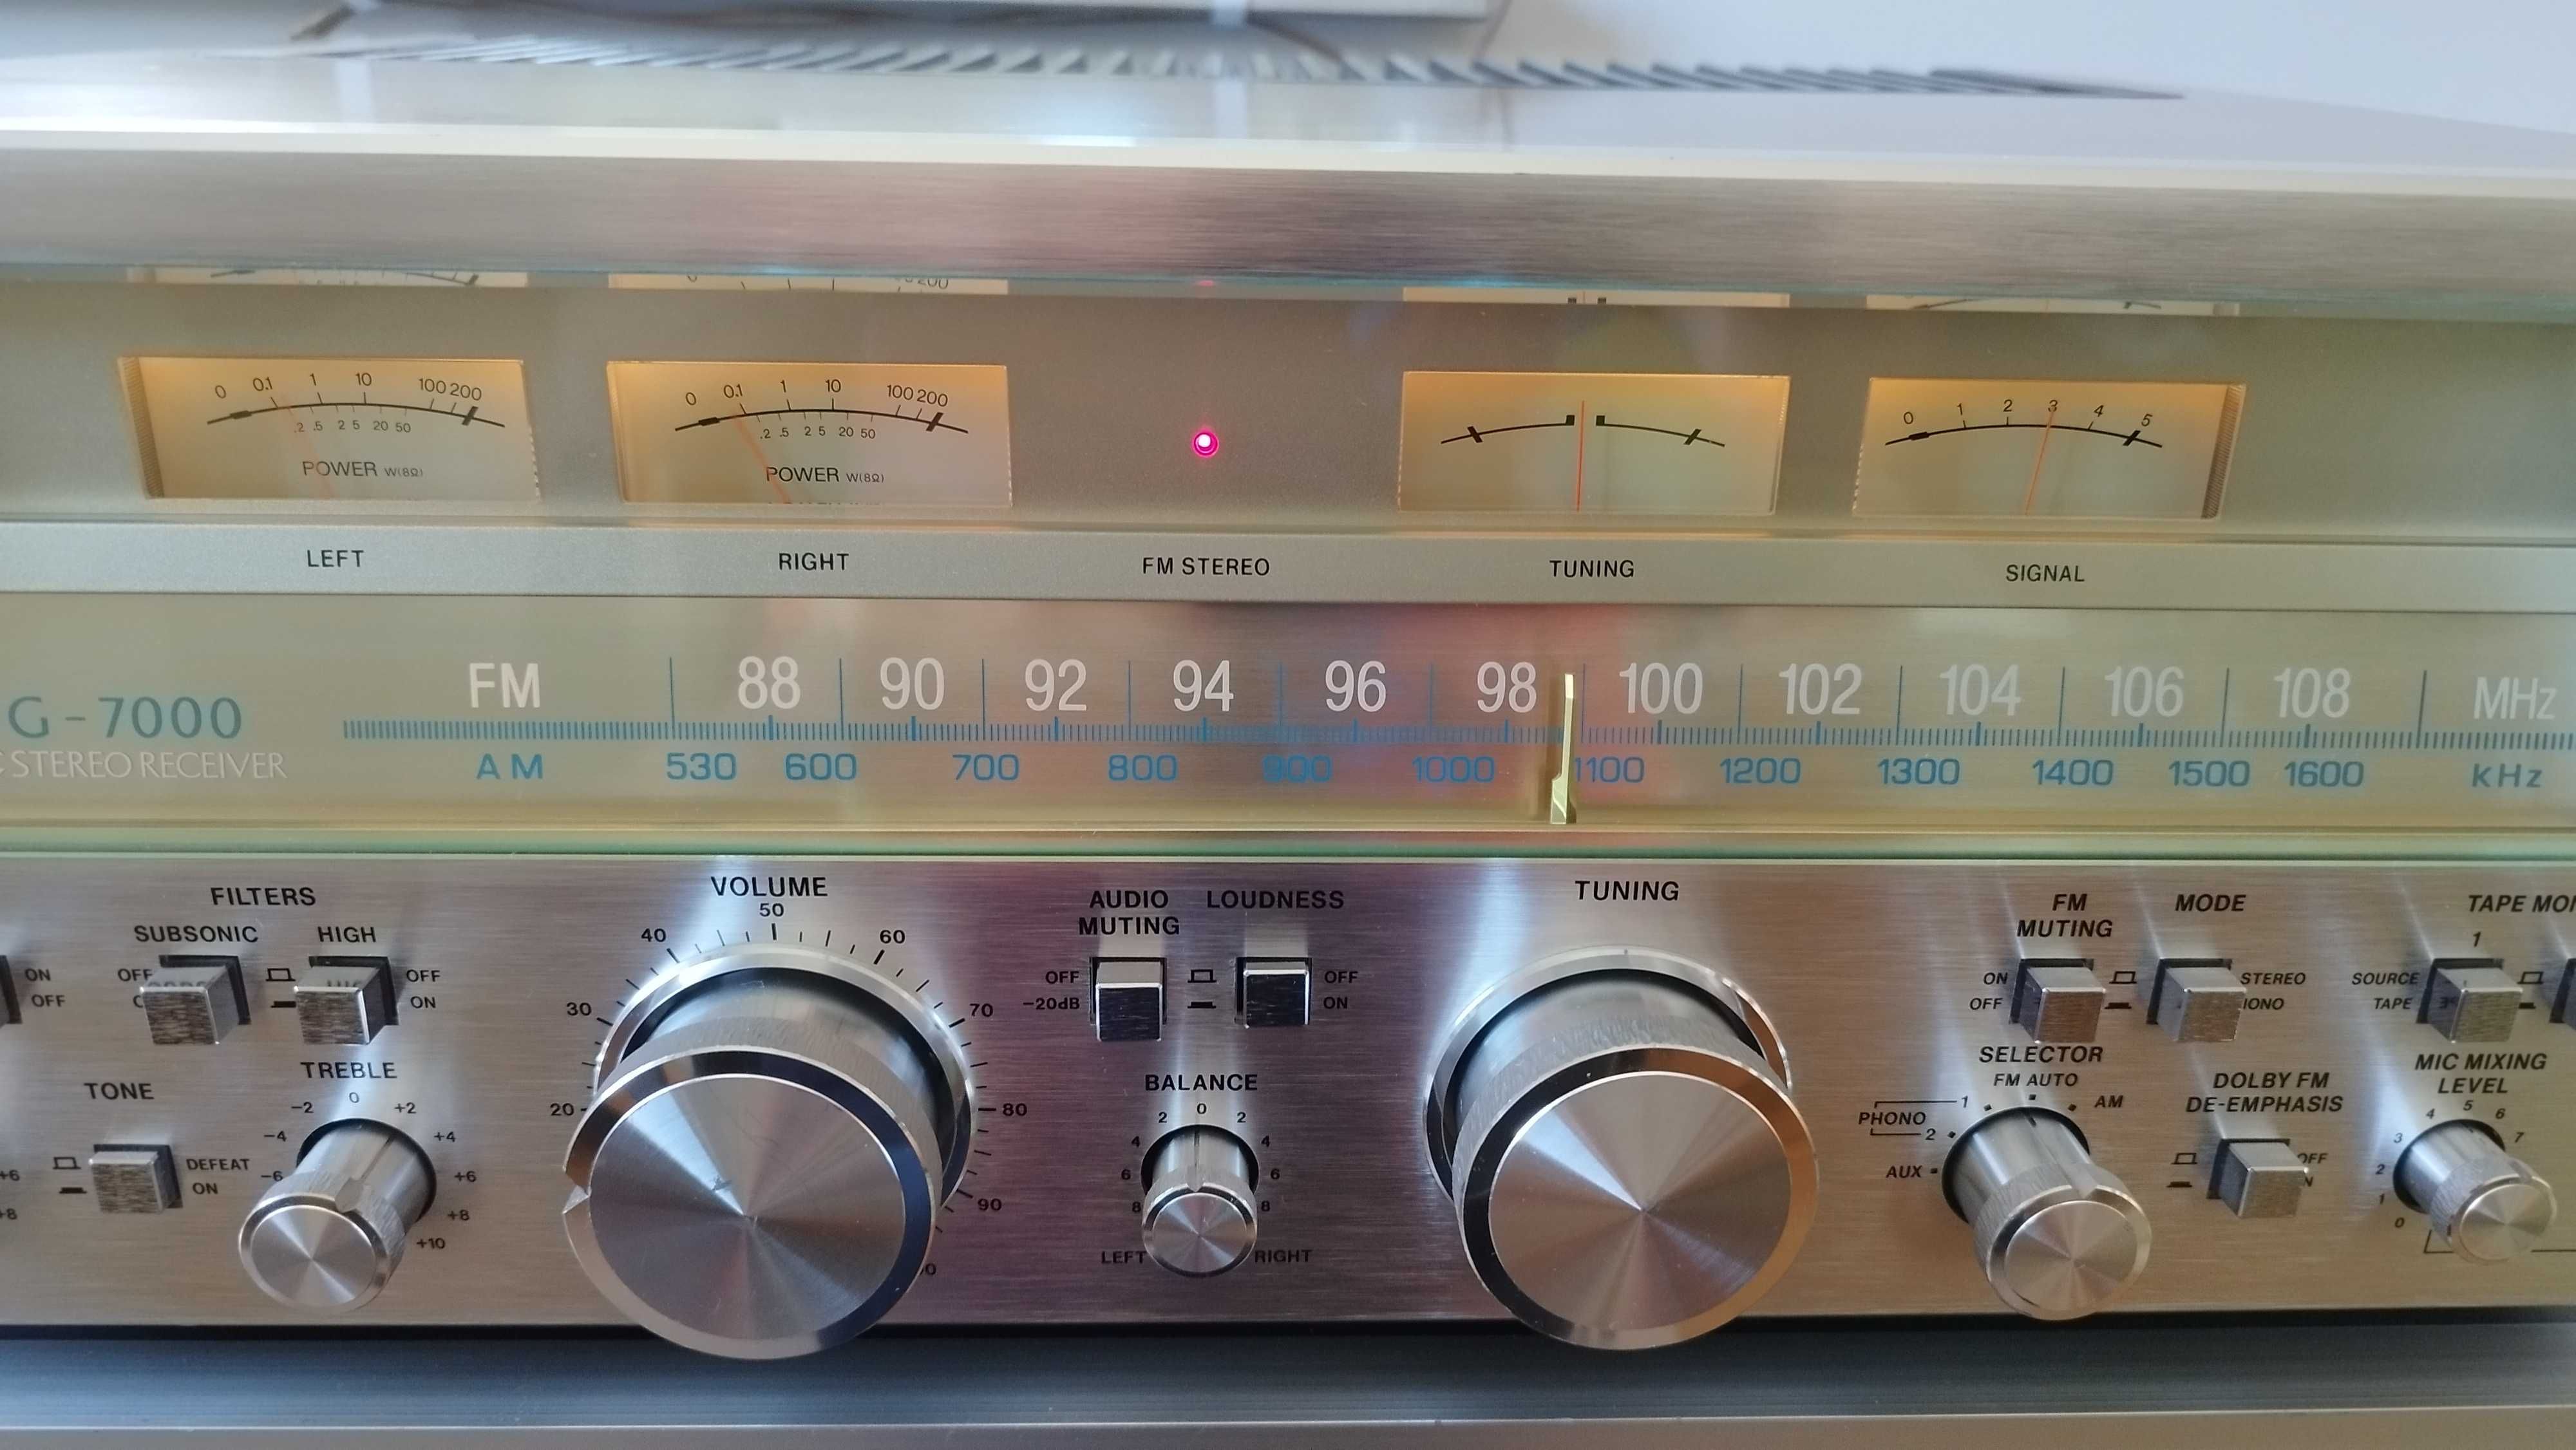 0 0.1 1 10 100 200
.2 .5 2 5 20 50
POWER W(8Ω)
0 0.1 1 10 100 200
.2 .5 2 5 20 50
POWER W(8Ω)
0 1 2 3 4 5
LEFT RIGHT FM STEREO TUNING SIGNAL
FM 88 90 92 94 96 98 100 102 104 106 108 MHz
G-7000
STEREO RECEIVER
AM 530 600 700 800 900 1000 1100 1200 1300 1400 1500 1600 kHz
FILTERS
SUBSONIC HIGH
ON
OFF
OFF
OFF
ON
TONE
DEFEAT
ON
+6
+8
TREBLE
-6 -4 -2 0 +2 +4 +6 +8 +10
VOLUME
20 30 40 50 60 70 80 90
AUDIO
MUTING
OFF
-20dB
LOUDNESS
OFF
ON
BALANCE
8 6 4 2 0 2 4 6 8
LEFT RIGHT
TUNING
FM
MUTING
ON
OFF
MODE
STEREO
SELECTOR
FM AUTO
AM
PHONO 1
2
AUX
DOLBY FM
DE-EMPHASIS
TAPE
1
SOURCE
TAPE
MIC MIXING
LEVEL
0 1 2 3 4 5 6 7